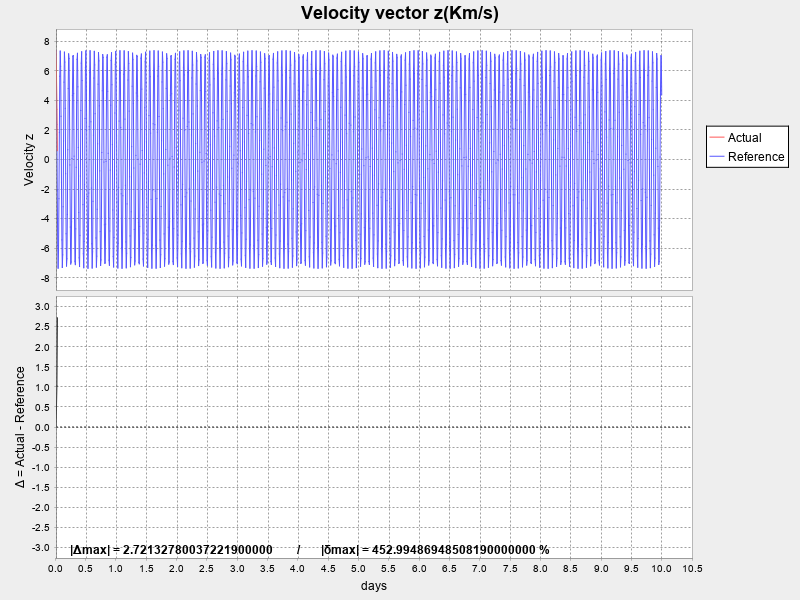 Velocity vector z(Km/s)
Velocity z
8
6
4
2
0
-2
-4
-6
-8
Actual
Reference
Δ = Actual - Reference
3.0
2.5
2.0
1.5
1.0
0.5
0.0
-0.5
-1.0
-1.5
-2.0
-2.5
-3.0
|Δmax| = 2.72132780037221900000 / |δmax| = 452.99486948508190000000 %
0.0 0.5 1.0 1.5 2.0 2.5 3.0 3.5 4.0 4.5 5.0 5.5 6.0 6.5 7.0 7.5 8.0 8.5 9.0 9.5 10.0 10.5
days